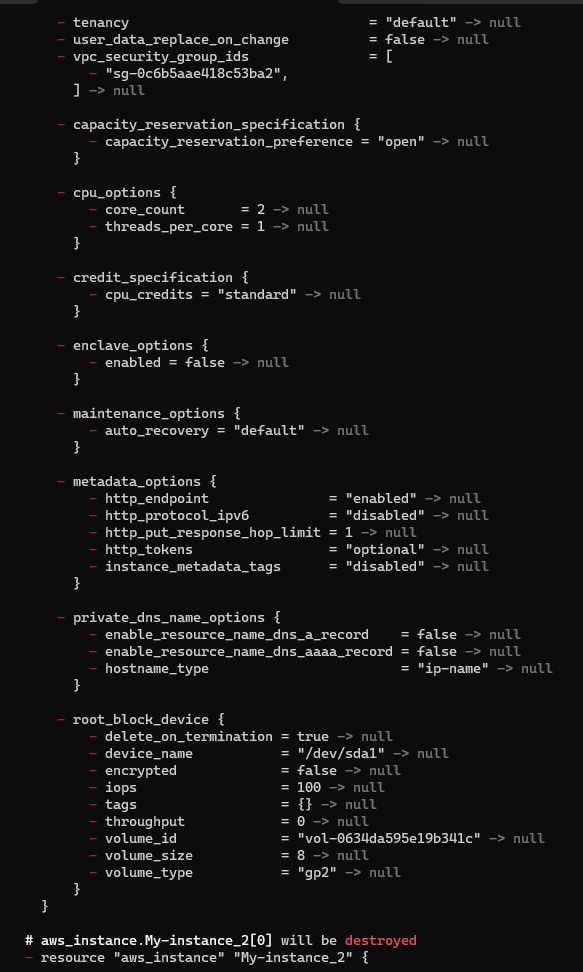 - tenancy                              = "default" -> null
- user_data_replace_on_change          = false -> null
- vpc_security_group_ids               = [
    - "sg-0c6b5aae418c53ba2",
  ] -> null

- capacity_reservation_specification {
    - capacity_reservation_preference = "open" -> null
  }

- cpu_options {
    - core_count       = 2 -> null
    - threads_per_core = 1 -> null
  }

- credit_specification {
    - cpu_credits = "standard" -> null
  }

- enclave_options {
    - enabled = false -> null
  }

- maintenance_options {
    - auto_recovery = "default" -> null
  }

- metadata_options {
    - http_endpoint               = "enabled" -> null
    - http_protocol_ipv6          = "disabled" -> null
    - http_put_response_hop_limit = 1 -> null
    - http_tokens                 = "optional" -> null
    - instance_metadata_tags      = "disabled" -> null
  }

- private_dns_name_options {
    - enable_resource_name_dns_a_record    = false -> null
    - enable_resource_name_dns_aaaa_record = false -> null
    - hostname_type                        = "ip-name" -> null
  }

- root_block_device {
    - delete_on_termination = true -> null
    - device_name           = "/dev/sda1" -> null
    - encrypted             = false -> null
    - iops                  = 100 -> null
    - tags                  = {} -> null
    - throughput            = 0 -> null
    - volume_id             = "vol-0634da595e19b341c" -> null
    - volume_size           = 8 -> null
    - volume_type           = "gp2" -> null
  }
}

# aws_instance.My-instance_2[0] will be destroyed
- resource "aws_instance" "My-instance_2" {